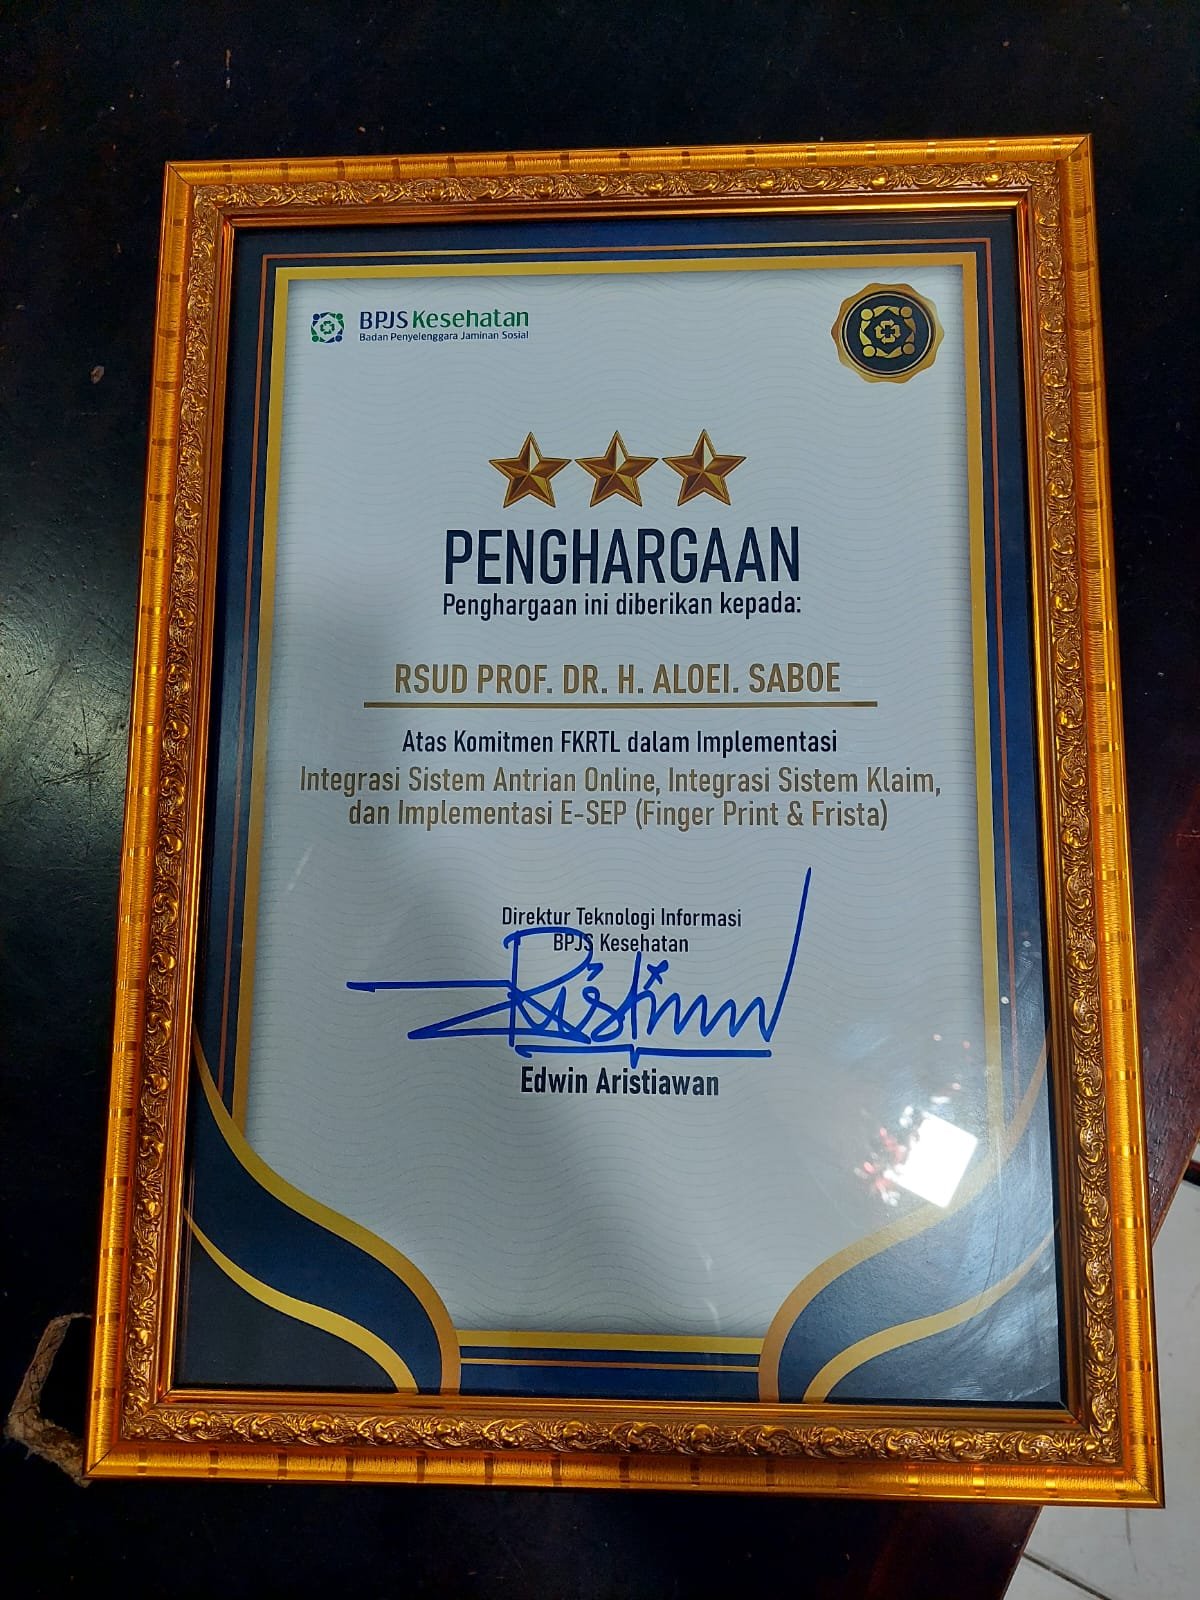 BPJS Kesehatan
Badan Penyelenggara Jaminan Sosial
PENGHARGAAN
Penghargaan ini diberikan kepada:
RSUD PROF. DR. H. ALOEI. SABOE
Atas Komitmen FKRTL dalam Implementasi
Integrasi Sistem Antrian Online, Integrasi Sistem Klaim,
dan Implementasi E-SEP (Finger Print & Frista)
Direktur Teknologi Informasi
BPJS Kesehatan
Edwin Aristiawan